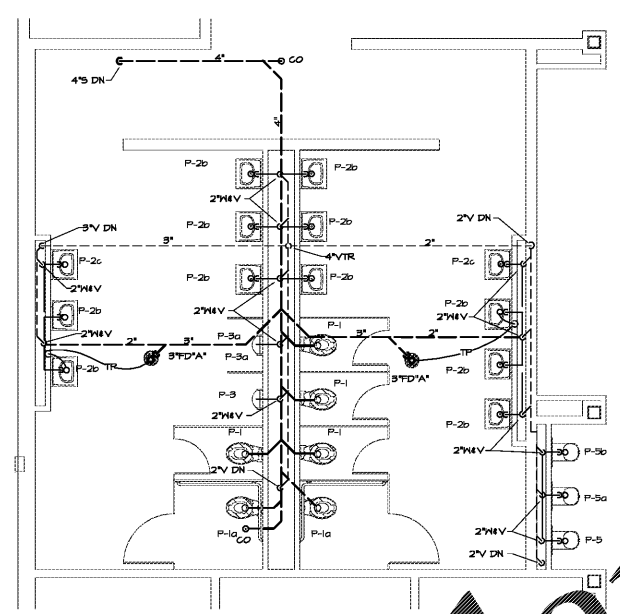 4" CO
4"S DN
4"
P-2b P-2b
2"W&V
3"V DN P-2b P-2b 2"V DN
3" 2"
4"VTR
P-2c P-2b P-2b P-2c
2"W&V
P-2b 2"W&V P-2b
2"W&V P-3a P-1 2"W&V
2" 3" P-3a 3" 2"
TP TP
P-2b 3"FD"A" 3"FD"A" P-2b
P-3 P-1
2"W&V P-2b
P-1 P-1
2"W&V P-5b
2"V DN
P-5a
2"W&V
P-1a P-1a P-5
CO
2"V DN